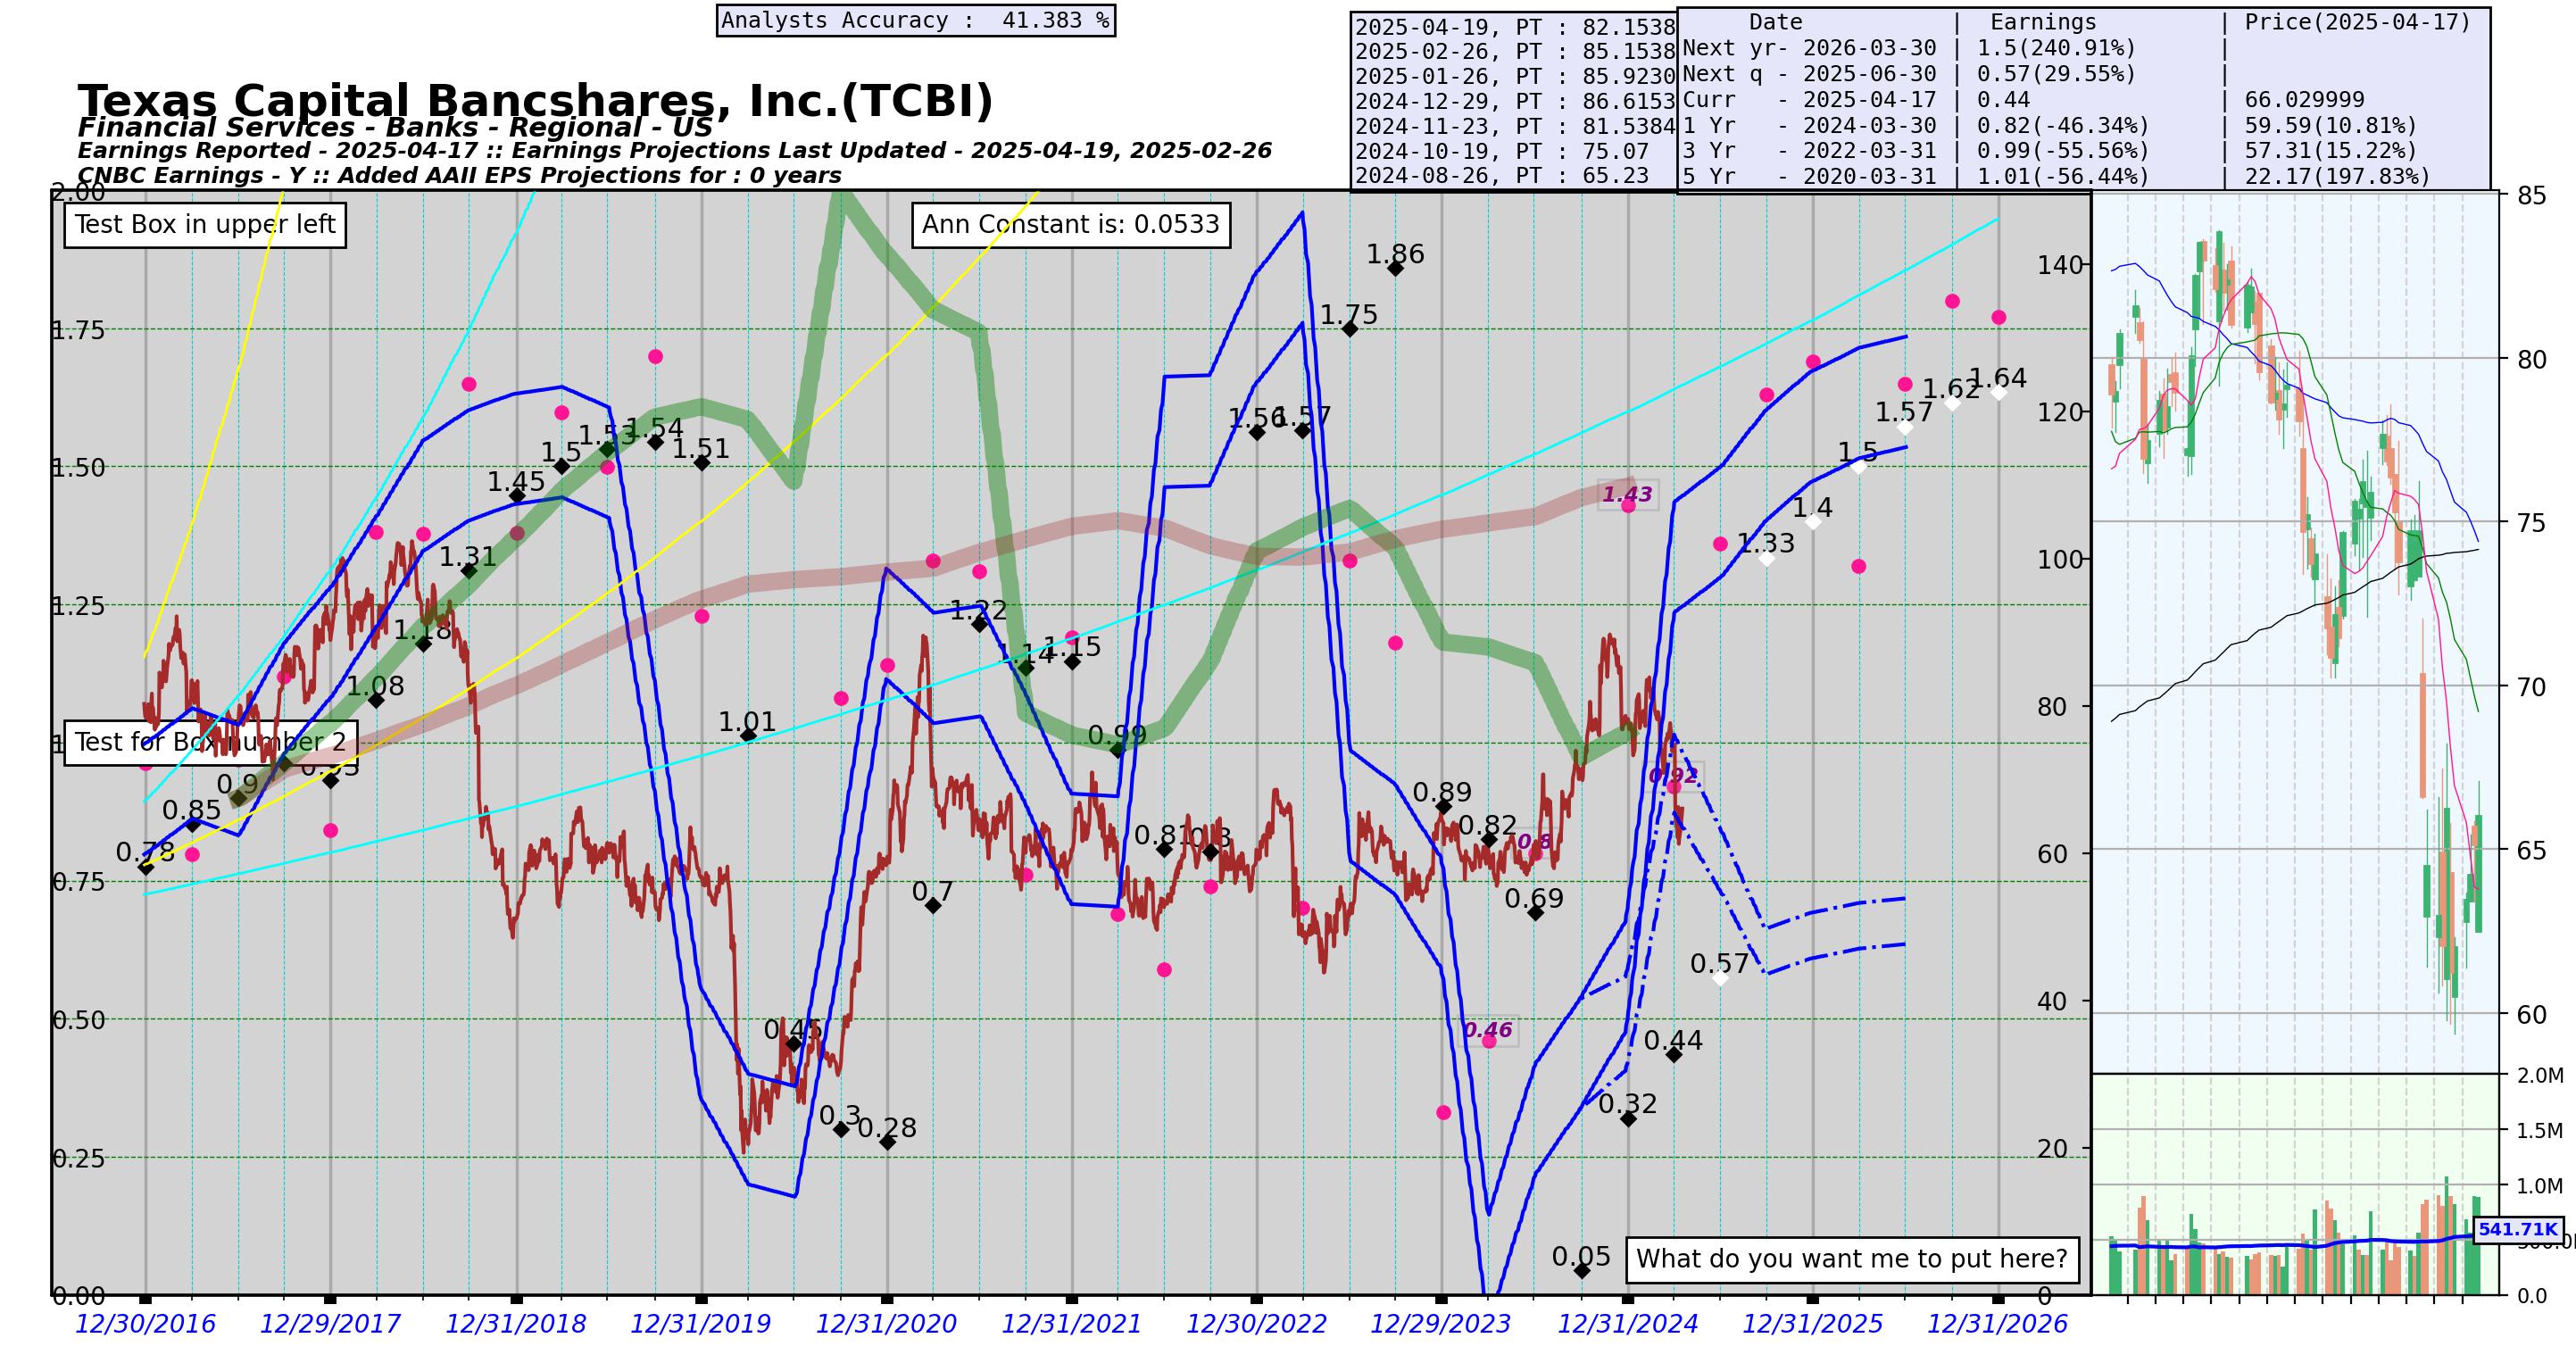 Analysts Accuracy :  41.383 %
2025-04-19, PT : 82.1538
2025-02-26, PT : 85.1538
2025-01-26, PT : 85.9230
2024-12-29, PT : 86.6153
2024-11-23, PT : 81.5384
2024-10-19, PT : 75.07
2024-08-26, PT : 65.23
Date | Earnings | Price(2025-04-17)
Next yr- 2026-03-30 | 1.5(240.91%) |
Next q - 2025-06-30 | 0.57(29.55%) |
Curr - 2025-04-17 | 0.44 | 66.029999
1 Yr - 2024-03-30 | 0.82(-46.34%) | 59.59(10.81%)
3 Yr - 2022-03-31 | 0.99(-55.56%) | 57.31(15.22%)
5 Yr - 2020-03-31 | 1.01(-56.44%) | 22.17(197.83%)
Texas Capital Bancshares, Inc.(TCBI)
Financial Services - Banks - Regional - US
Earnings Reported - 2025-04-17 :: Earnings Projections Last Updated - 2025-04-19, 2025-02-26
CNBC Earnings - Y :: Added AAII EPS Projections for : 0 years
Test Box in upper left
Ann Constant is: 0.0533
Test for Box number 2
What do you want me to put here?
2.00
1.75
1.50
1.25
0.75
0.50
0.25
0.00
0.78
0.85
0.9
1.08
1.18
1.31
1.45
1.5
1.53
1.54
1.51
1.01
0.45
0.3
0.28
0.7
1.22
1.14
1.15
0.99
0.81
0.8
1.56
1.57
1.75
1.86
0.89
0.82
0.46
0.8
0.69
0.05
0.32
1.43
0.92
0.44
0.57
1.33
1.4
1.5
1.57
1.62
1.64
140
120
100
80
60
40
20
0
85
80
75
70
65
60
2.0M
1.5M
1.0M
541.71K
0.0
12/30/2016
12/29/2017
12/31/2018
12/31/2019
12/31/2020
12/31/2021
12/30/2022
12/29/2023
12/31/2024
12/31/2025
12/31/2026